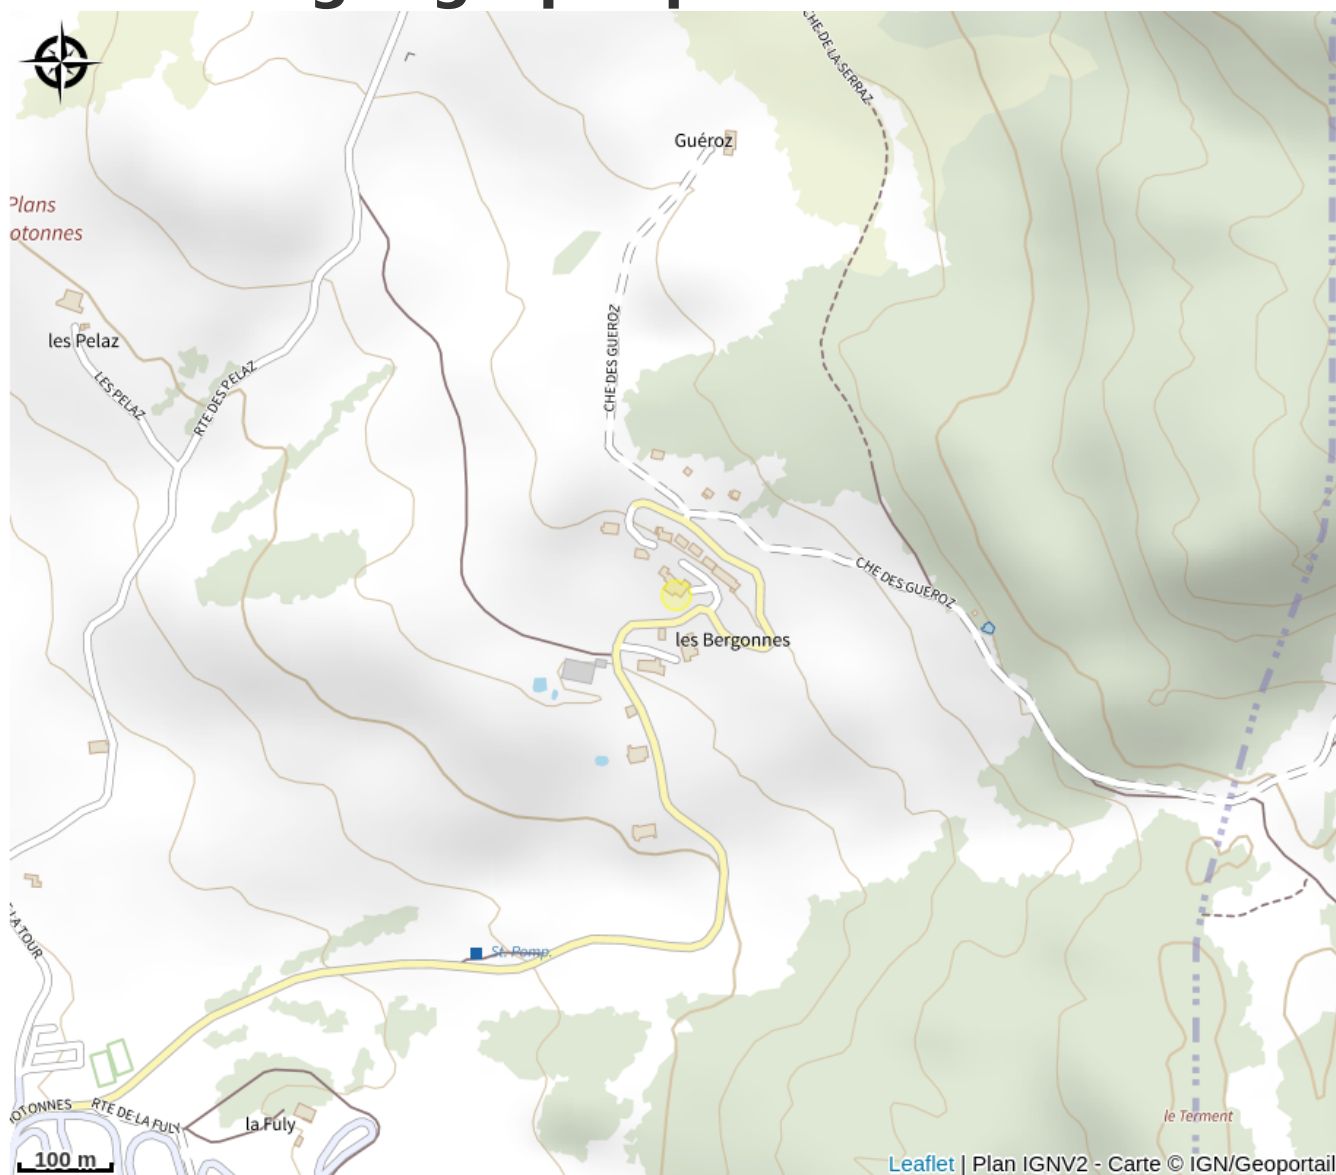 CHE-DE-LA-SERRAZ
Guéroz
Plans
otonnes
les Pelaz
LES PELAZ
RTE DES PELAZ
CHE DES GUEROZ
CHE DES GUEROZ
les Bergonnes
St. Pomp.
LA TOUR
OTONNES
RTE DE LA FULY
la Fuly
le Terment
100 m
Leaflet | Plan IGNV2 - Carte © IGN/Geoportail